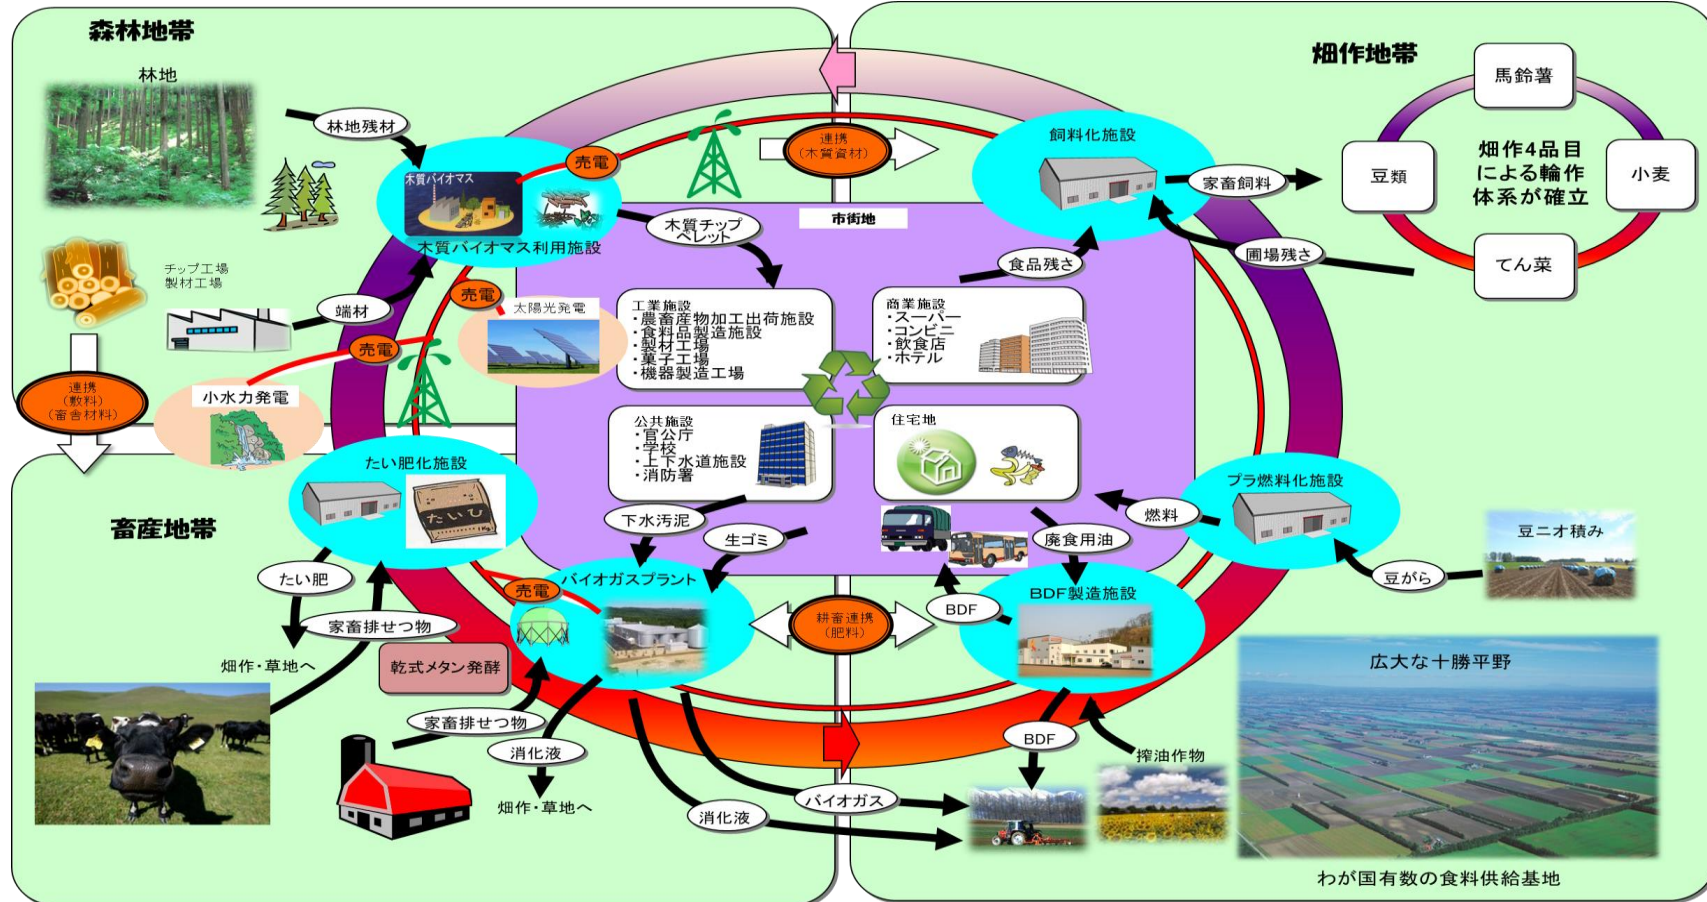 森林地帯
林地
林地残材
木質バイオマス
木質バイオマス利用施設
売電
チップ工場
製材工場
端材
売電
太陽光発電
売電
小水力発電
連携
(敷料)
(畜舎材料)
連携
(木質資材)
市街地
木質チップ
ペレット
工業施設
・農畜産物加工出荷施設
・食料品製造施設
・製材工場
・菓子工場
・機器製造工場
商業施設
・スーパー
・コンビニ
・飲食店
・ホテル
公共施設
・官公庁
・学校
・上下水道施設
・消防署
住宅地
食品残さ
下水汚泥
生ゴミ
廃食用油
燃料
BDF
畑作地帯
飼料化施設
家畜飼料
圃場残さ
馬鈴薯
豆類
小麦
てん菜
畑作4品目
による輪作
体系が確立
プラ燃料化施設
豆がら
豆ニオ積み
畜産地帯
たい肥化施設
たいひ
1Kg
たい肥
畑作・草地へ
家畜排せつ物
乾式メタン発酵
家畜排せつ物
消化液
畑作・草地へ
売電
バイオガスプラント
耕畜連携
(肥料)
BDF製造施設
BDF
搾油作物
バイオガス
消化液
広大な十勝平野
わが国有数の食料供給基地